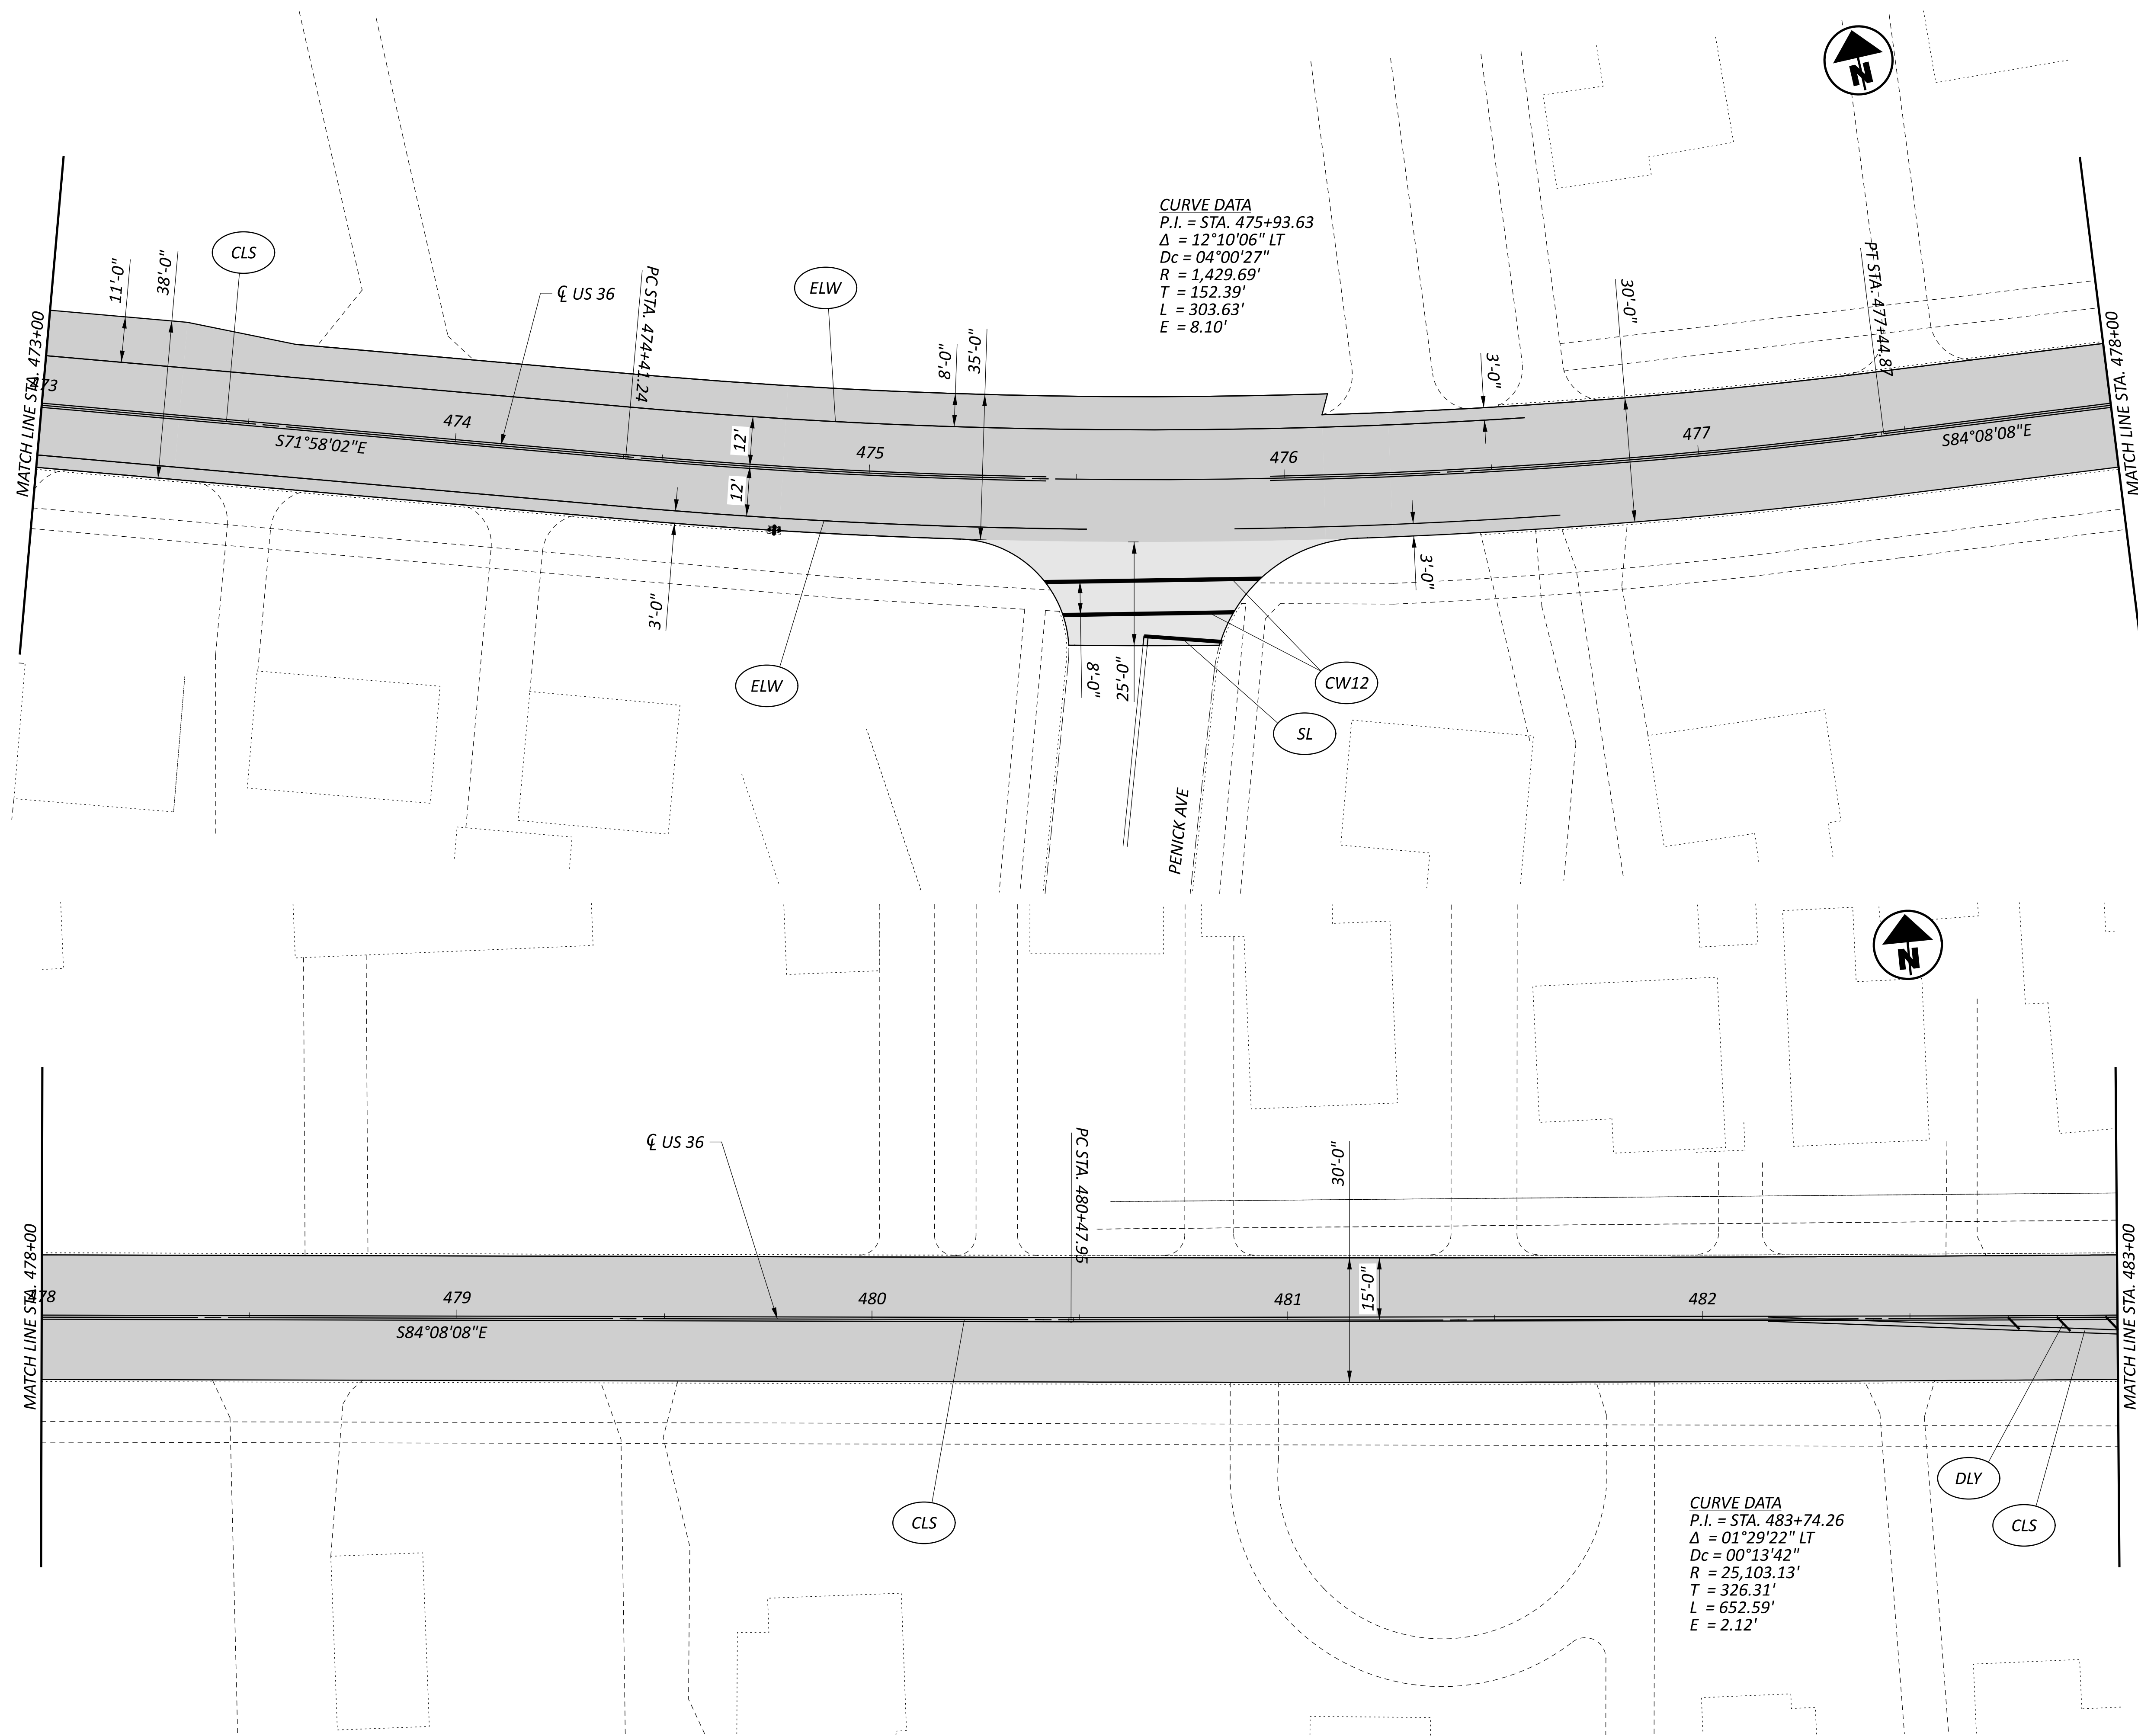 N
CURVE DATA
P.I. = STA. 475+93.63
Δ = 12°10'06" LT
Dc = 04°00'27"
R = 1,429.69'
T = 152.39'
L = 303.63'
E = 8.10'
MATCH LINE STA. 473+00
11'-0"
38'-0"
CLS
PC STA. 474+41.24
℄ US 36
ELW
8'-0"
35'-0"
3'-0"
30'-0"
PT STA. 477+44.87
MATCH LINE STA. 478+00
473
474
475
476
477
S71°58'02"E
S84°08'08"E
12'
12'
3'-0"
3'-0"
ELW
8'-0"
25'-0"
CW12
SL
PENICK AVE
N
MATCH LINE STA. 478+00
℄ US 36
PC STA. 480+47.95
30'-0"
15'-0"
478
479
480
481
482
S84°08'08"E
MATCH LINE STA. 483+00
CLS
DLY
CLS
CURVE DATA
P.I. = STA. 483+74.26
Δ = 01°29'22" LT
Dc = 00°13'42"
R = 25,103.13'
T = 326.31'
L = 652.59'
E = 2.12'